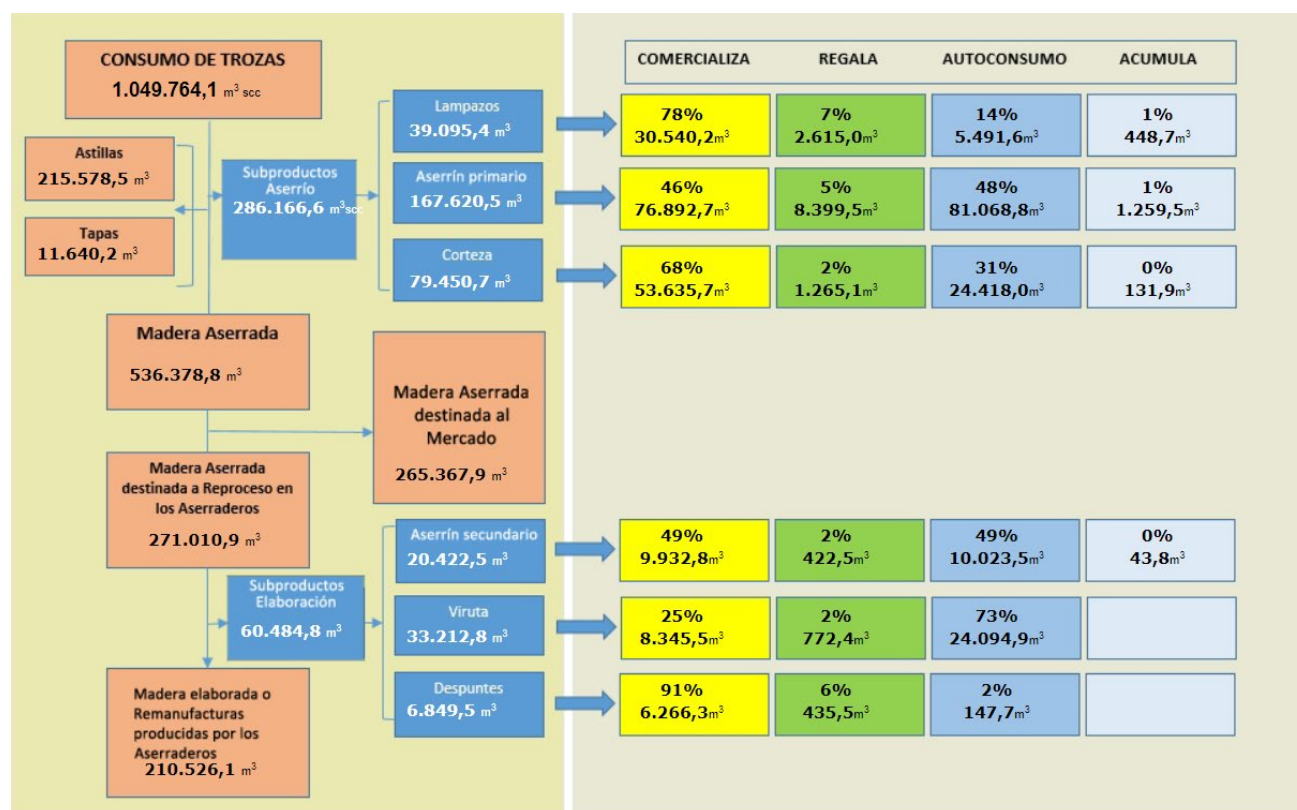 CONSUMO DE TROZAS
1.049.764,1 m³ scc
Astillas
215.578,5 m³
Tapas
11.640,2 m³
Subproductos
Aserrío
286.166,6 m³scc
Lampazos
39.095,4 m³
Aserrín primario
167.620,5 m³
Corteza
79.450,7 m³
Madera Aserrada
536.378,8 m³
Madera Aserrada
destinada al
Mercado
265.367,9 m³
Madera Aserrada
destinada a Reproceso en
los Aserraderos
271.010,9 m³
Subproductos
Elaboración
60.484,8 m³
Aserrín secundario
20.422,5 m³
Viruta
33.212,8 m³
Despuntes
6.849,5 m³
Madera elaborada o
Remanufacturas
producidas por los
Aserraderos
210.526,1 m³
COMERCIALIZA REGALA AUTOCONSUMO ACUMULA
78% 7% 14% 1%
30.540,2m³ 2.615,0m³ 5.491,6m³ 448,7m³
46% 5% 48% 1%
76.892,7m³ 8.399,5m³ 81.068,8m³ 1.259,5m³
68% 2% 31% 0%
53.635,7m³ 1.265,1m³ 24.418,0m³ 131,9m³
49% 2% 49% 0%
9.932,8m³ 422,5m³ 10.023,5m³ 43,8m³
25% 2% 73%
8.345,5m³ 772,4m³ 24.094,9m³
91% 6% 2%
6.266,3m³ 435,5m³ 147,7m³